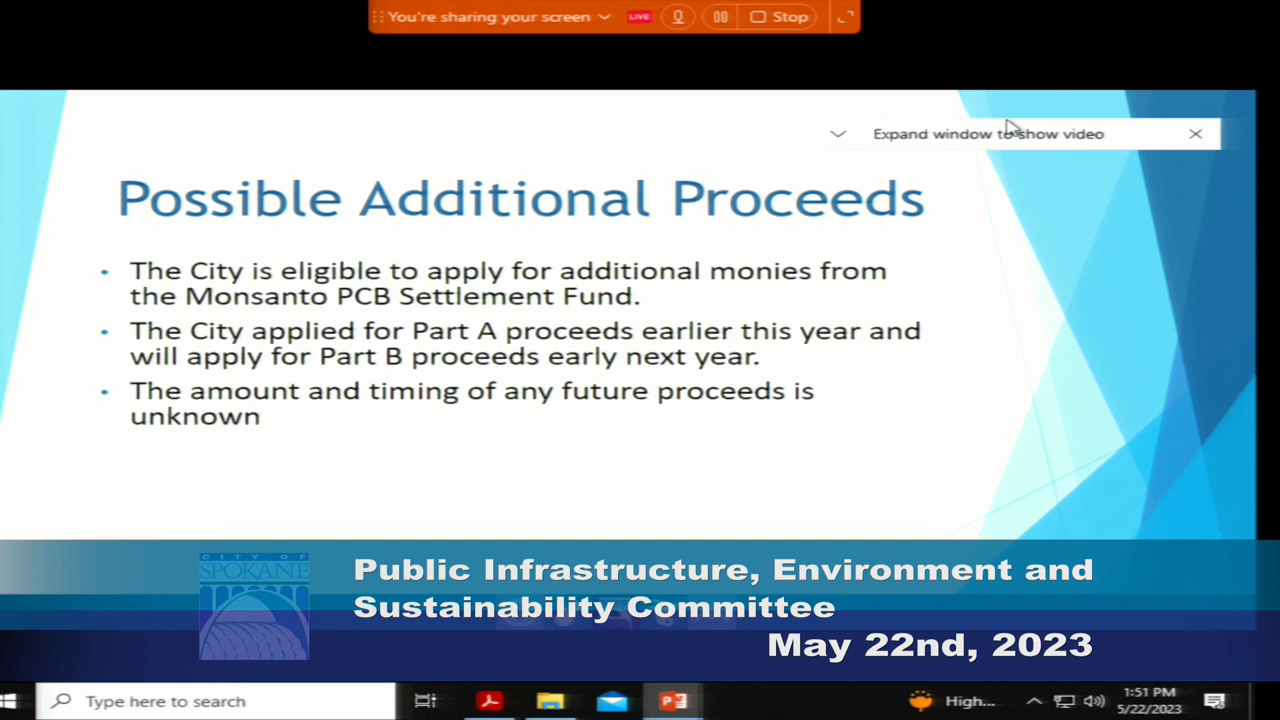 You're sharing your screen
LIVE
Stop
Expand window to show video
Possible Additional Proceeds
• The City is eligible to apply for additional monies from
the Monsanto PCB Settlement Fund.
• The City applied for Part A proceeds earlier this year and
will apply for Part B proceeds early next year.
• The amount and timing of any future proceeds is
unknown
CITY OF
SPOKANE
Public Infrastructure, Environment and
Sustainability Committee
May 22nd, 2023
Type here to search
High...
1:51 PM
5/22/2023